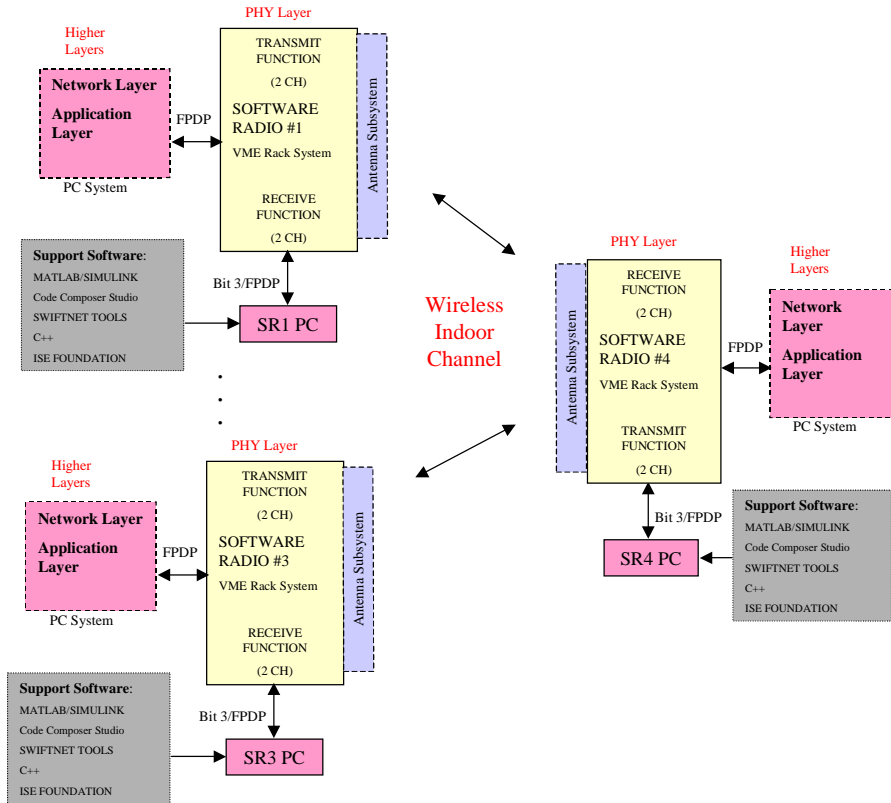 PHY Layer
Higher
Layers
TRANSMIT
FUNCTION
(2 CH)
Network Layer
Application
Layer
FPDP
SOFTWARE
RADIO #1
VME Rack System
Antenna Subsystem
PC System
RECEIVE
FUNCTION
(2 CH)
Support Software:
MATLAB/SIMULINK
Code Composer Studio
SWIFTNET TOOLS
C++
ISE FOUNDATION
Bit 3/FPDP
SR1 PC
Wireless
Indoor
Channel
PHY Layer
Higher
Layers
RECEIVE
FUNCTION
(2 CH)
Antenna Subsystem
SOFTWARE
RADIO #4
VME Rack System
FPDP
Network
Layer
Application
Layer
TRANSMIT
FUNCTION
(2 CH)
PC System
Bit 3/FPDP
SR4 PC
Support Software:
MATLAB/SIMULINK
Code Composer Studio
SWIFTNET TOOLS
C++
ISE FOUNDATION
.
.
.
PHY Layer
Higher
Layers
TRANSMIT
FUNCTION
(2 CH)
Network Layer
Application
Layer
FPDP
SOFTWARE
RADIO #3
VME Rack System
Antenna Subsystem
PC System
RECEIVE
FUNCTION
(2 CH)
Support Software:
MATLAB/SIMULINK
Code Composer Studio
SWIFTNET TOOLS
C++
ISE FOUNDATION
Bit 3/FPDP
SR3 PC